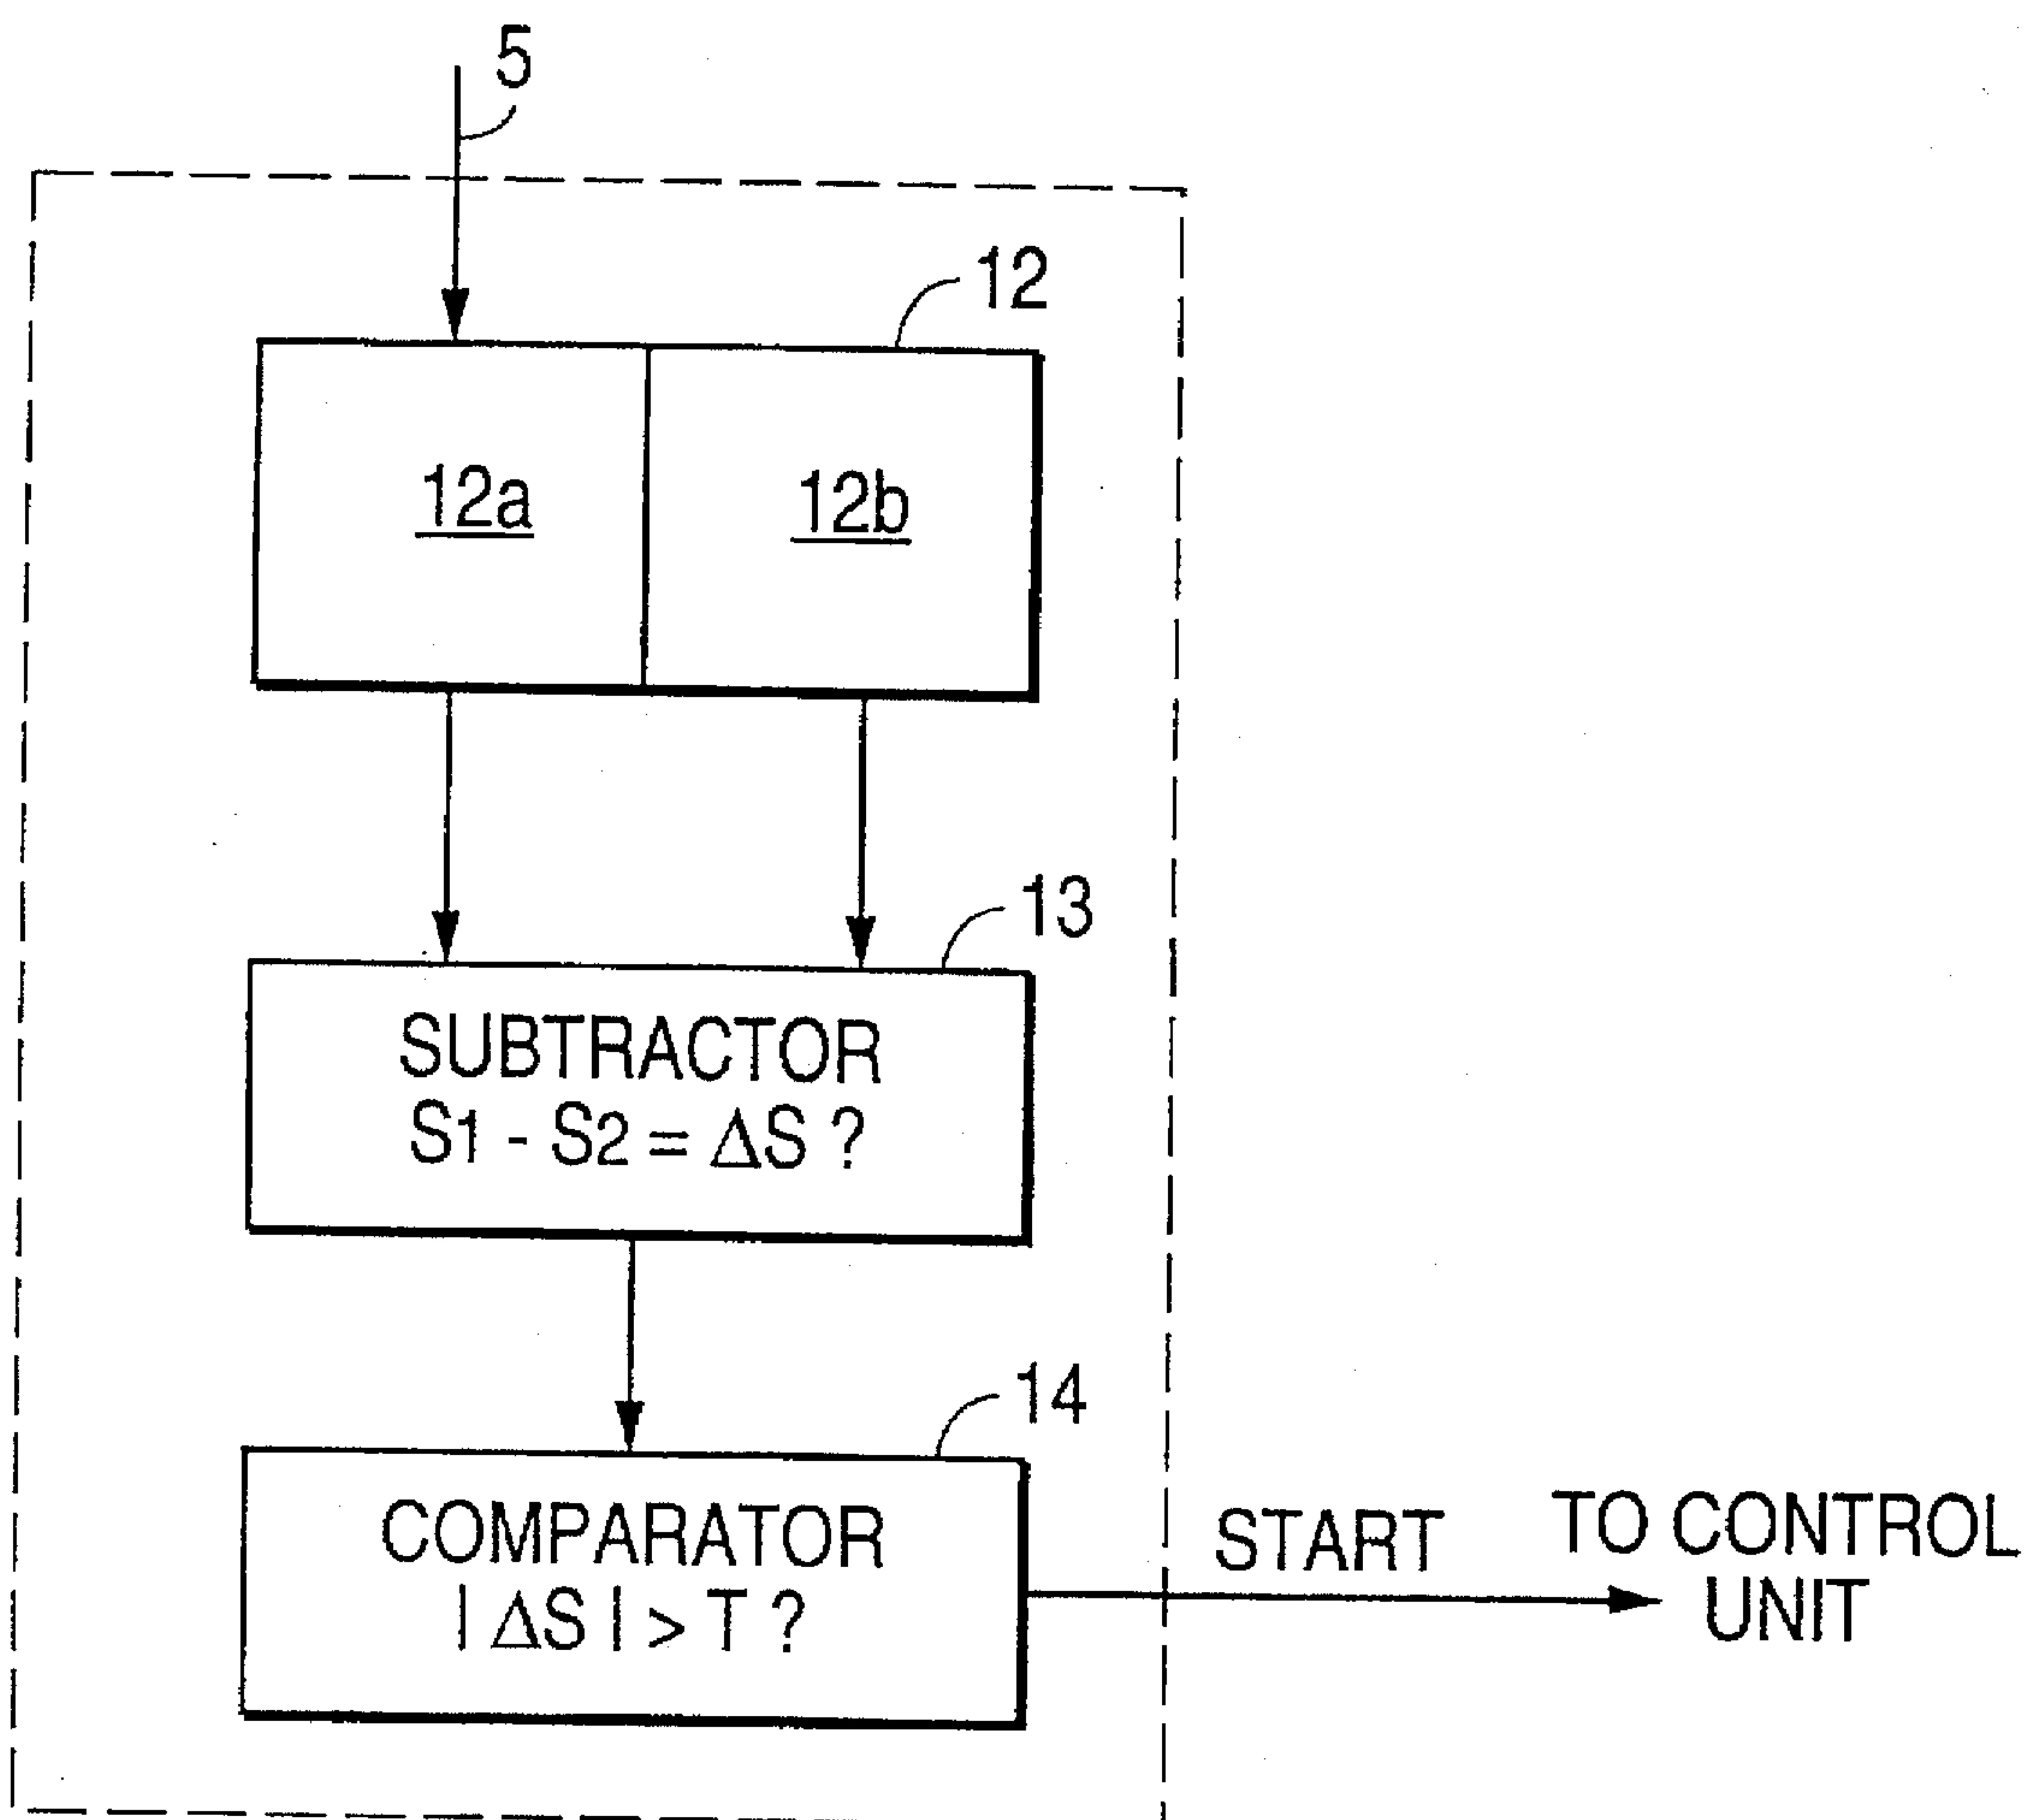 5
12
12a
12b
13
SUBTRACTOR
S1 - S2 = ΔS ?
14
COMPARATOR
| ΔS | > T ?
START
TO CONTROL
UNIT